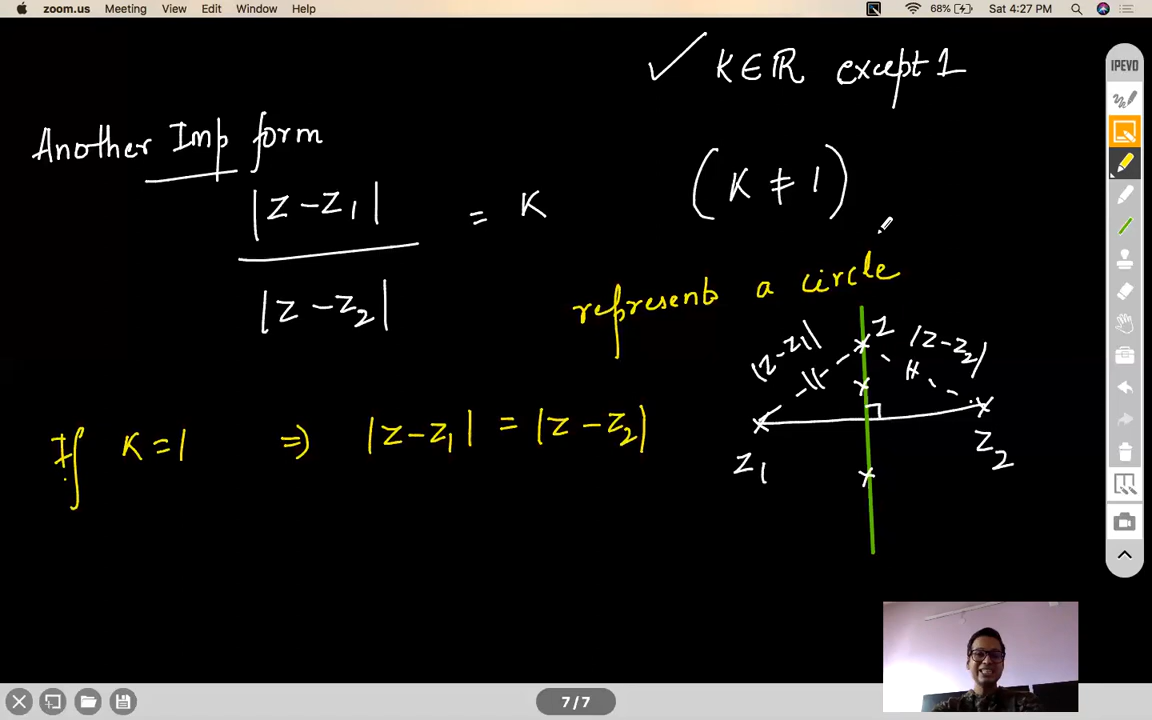 zoom.us Meeting View Edit Window Help 68% Sat 4:27 PM
IPEVO
✓ K∈ℝ except 1
Another Imp form
|z-z1| / |z-z2| = K
(K ≠ 1)
represents a circle
z
|z-z1|
|z-z2|
If K=1 ⇒ |z-z1| = |z-z2|
z1
z2
7/7